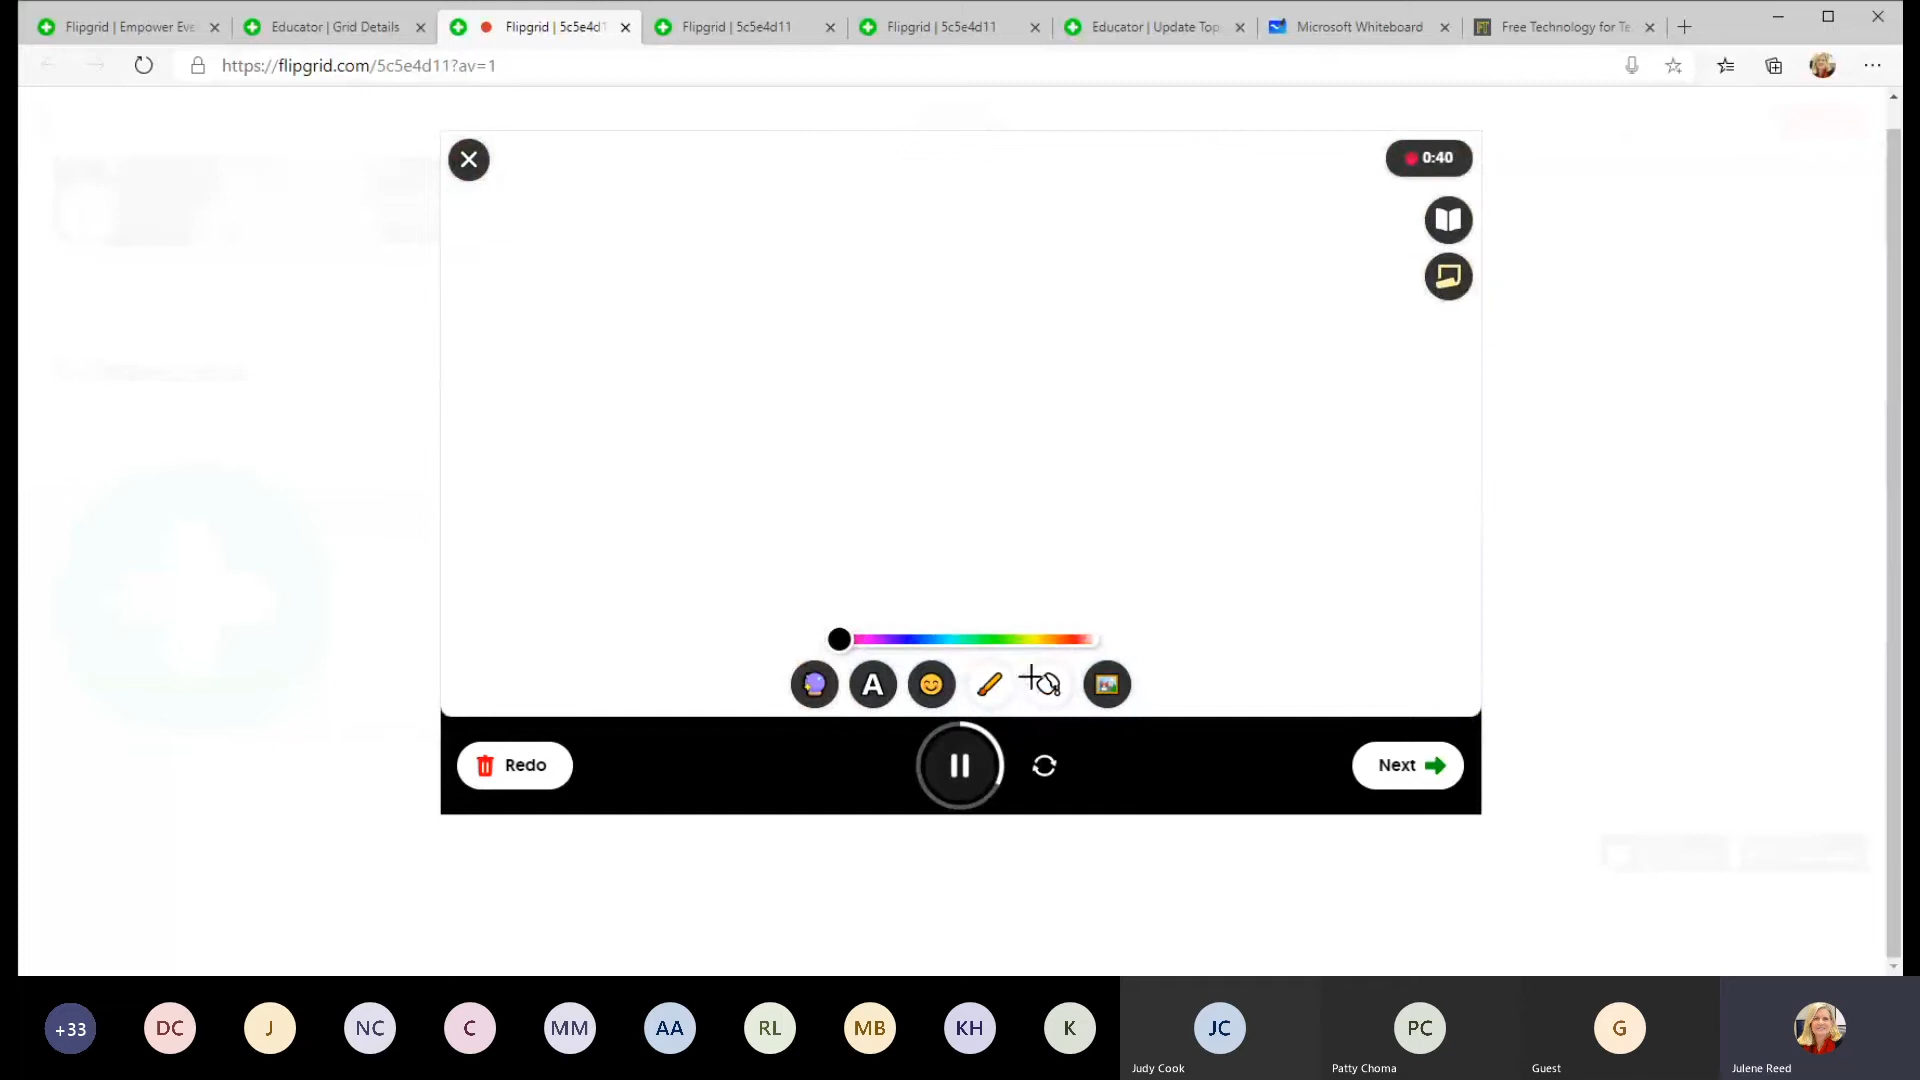 Flipgrid | Empower Eve
Educator | Grid Details
Flipgrid | 5c5e4d1
Flipgrid | 5c5e4d11
Flipgrid | 5c5e4d11
Educator | Update Top
Microsoft Whiteboard
Free Technology for Te
https://flipgrid.com/5c5e4d11?av=1
0:40
A
Redo
Next
+33
DC
J
NC
C
MM
AA
RL
MB
KH
K
JC
PC
G
Judy Cook
Patty Choma
Guest
Julene Reed